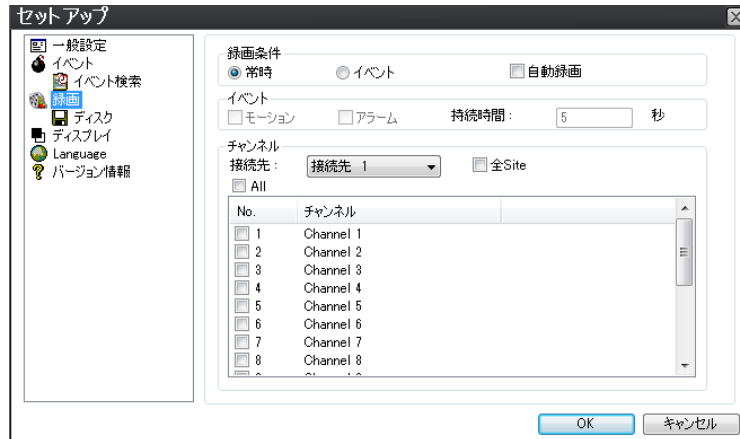 セットアップ
一般設定
イベント
イベント検索
録画
ディスク
ディスプレイ
Language
バージョン情報
録画条件
常時 イベント 自動録画
イベント
モーション アラーム 持続時間: 5 秒
チャンネル
接続先: 接続先 1 全Site
All
No. チャンネル
1 Channel 1
2 Channel 2
3 Channel 3
4 Channel 4
5 Channel 5
6 Channel 6
7 Channel 7
8 Channel 8
OK キャンセル